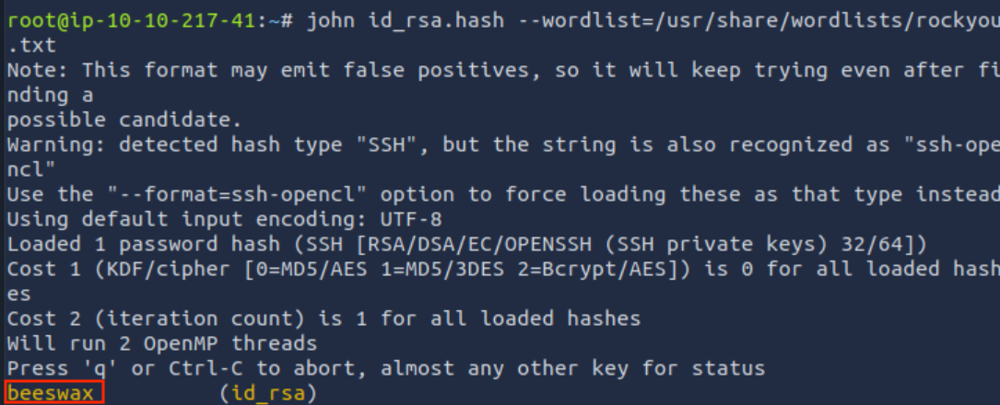 root@ip-10-10-217-41:~# john id_rsa.hash --wordlist=/usr/share/wordlists/rockyou
.txt
Note: This format may emit false positives, so it will keep trying even after fi
nding a
possible candidate.
Warning: detected hash type "SSH", but the string is also recognized as "ssh-ope
ncl"
Use the "--format=ssh-opencl" option to force loading these as that type instead
Using default input encoding: UTF-8
Loaded 1 password hash (SSH [RSA/DSA/EC/OPENSSH (SSH private keys) 32/64])
Cost 1 (KDF/cipher [0=MD5/AES 1=MD5/3DES 2=Bcrypt/AES]) is 0 for all loaded hash
es
Cost 2 (iteration count) is 1 for all loaded hashes
Will run 2 OpenMP threads
Press 'q' or Ctrl-C to abort, almost any other key for status
beeswax          (id_rsa)